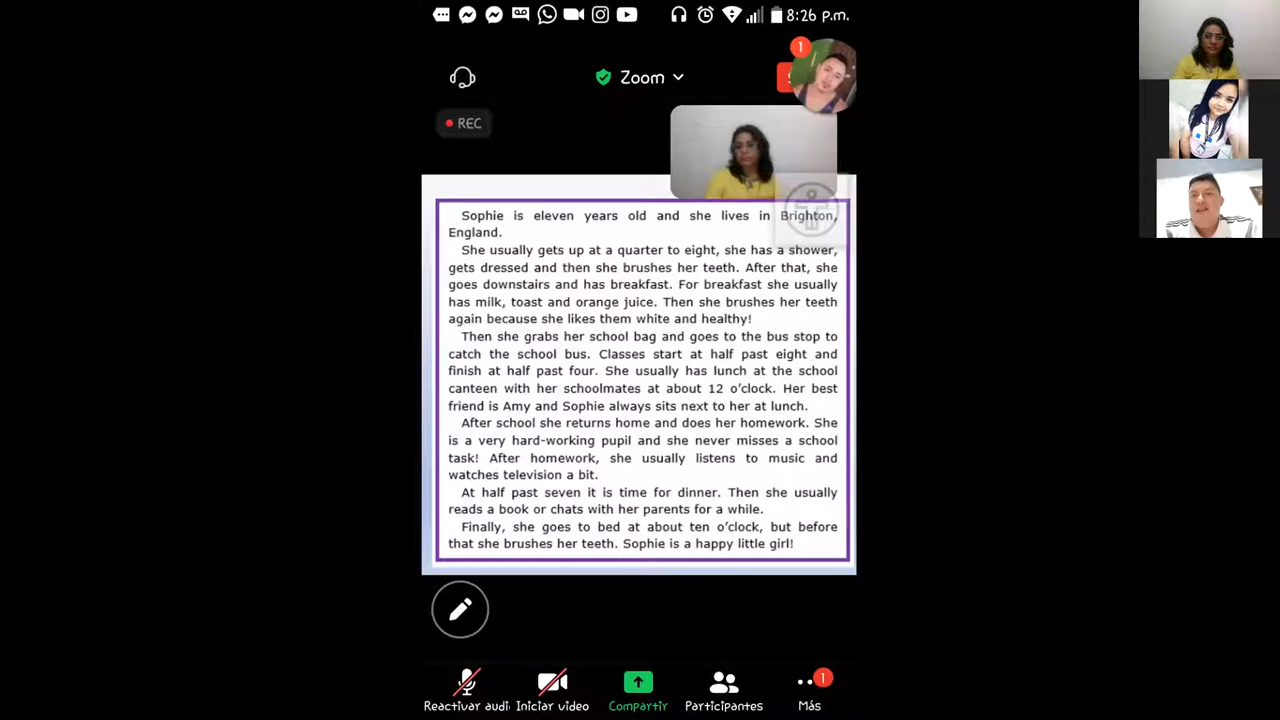 8:26 p.m.
1
Zoom
REC
Sophie is eleven years old and she lives in Brighton,
England.
She usually gets up at a quarter to eight, she has a shower,
gets dressed and then she brushes her teeth. After that, she
goes downstairs and has breakfast. For breakfast she usually
has milk, toast and orange juice. Then she brushes her teeth
again because she likes them white and healthy!
Then she grabs her school bag and goes to the bus stop to
catch the school bus. Classes start at half past eight and
finish at half past four. She usually has lunch at the school
canteen with her schoolmates at about 12 o'clock. Her best
friend is Amy and Sophie always sits next to her at lunch.
After school she returns home and does her homework. She
is a very hard-working pupil and she never misses a school
task! After homework, she usually listens to music and
watches television a bit.
At half past seven it is time for dinner. Then she usually
reads a book or chats with her parents for a while.
Finally, she goes to bed at about ten o'clock, but before
that she brushes her teeth. Sophie is a happy little girl!
1
Reactivar audi Iniciar video Compartir Participantes Más